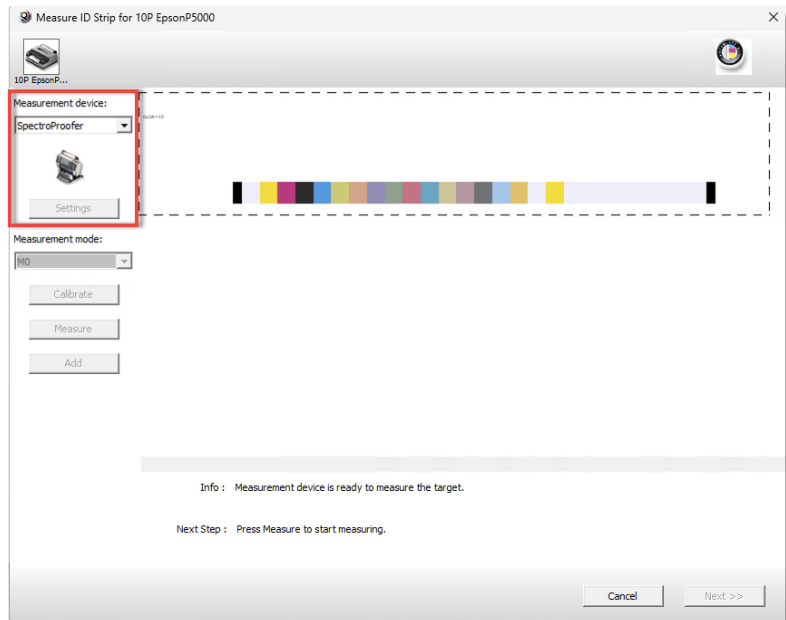 Measure ID Strip for 10P EpsonP5000
10P EpsonP...
Measurement device:
SpectroProofer
Settings
Measurement mode:
M0
Calibrate
Measure
Add
Info : Measurement device is ready to measure the target.
Next Step : Press Measure to start measuring.
Cancel
Next >>